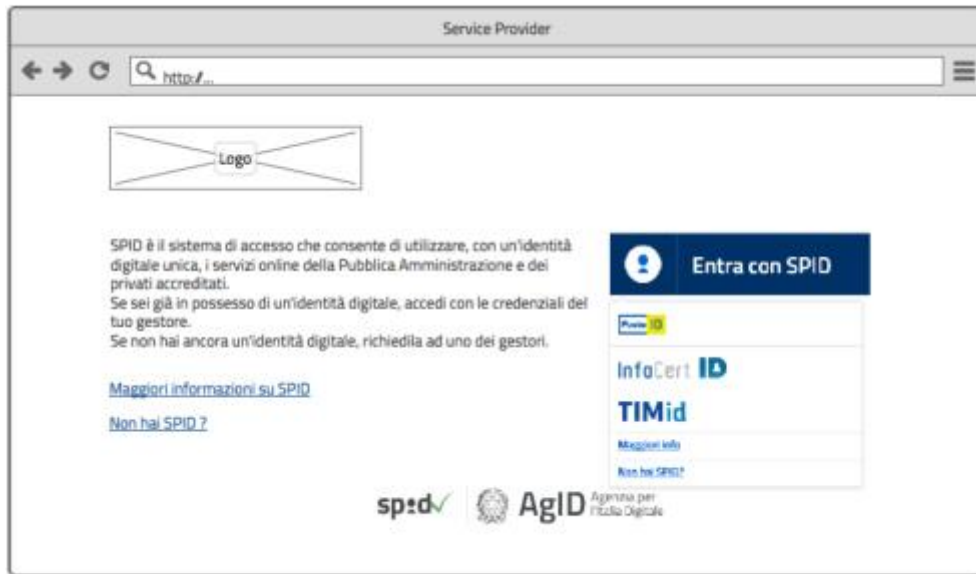 Service Provider
http://...
Logo
SPID è il sistema di accesso che consente di utilizzare, con un'identità
digitale unica, i servizi online della Pubblica Amministrazione e dei
privati accreditati.
Se sei già in possesso di un'identità digitale, accedi con le credenziali del
tuo gestore.
Se non hai ancora un'identità digitale, richiedila ad uno dei gestori.
Maggiori informazioni su SPID
Non hai SPID ?
Entra con SPID
Poste ID
InfoCert ID
TIMid
Maggiori info
Non hai SPID?
spid
AgID
Agenzia per
l'Italia Digitale